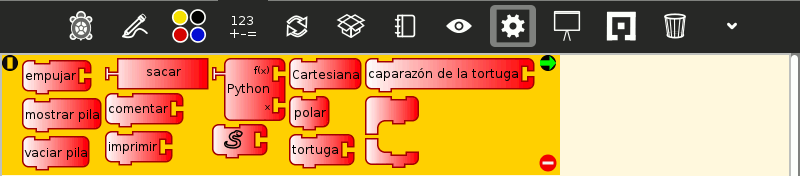 123
+-÷=
empujar
sacar
f(x)
Python
x
Cartesiana
caparazón de la tortuga
mostrar pila
comentar
polar
vaciar pila
imprimir
S
tortuga